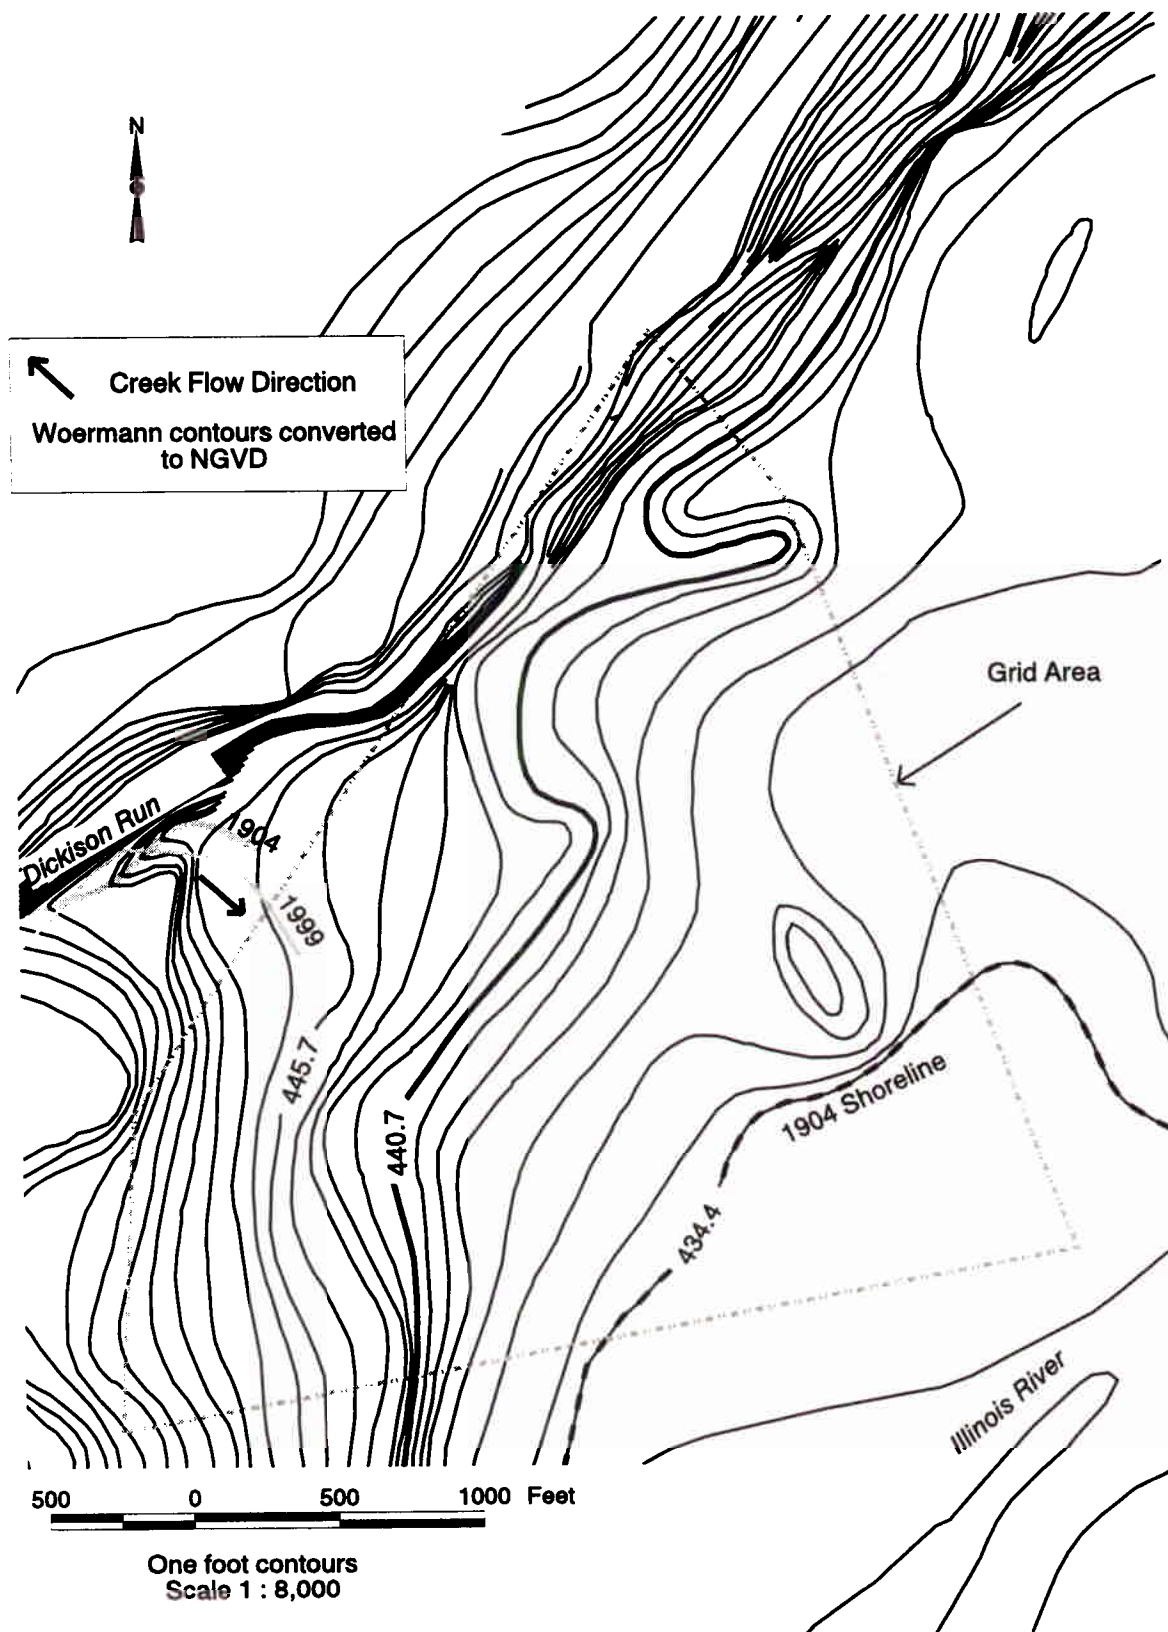 N
Creek Flow Direction
Woermann contours converted
to NGVD
Grid Area
Dickison Run
1904
1999
445.7
440.7
1904 Shoreline
434.4
Illinois River
500 0 500 1000 Feet
One foot contours
Scale 1 : 8,000